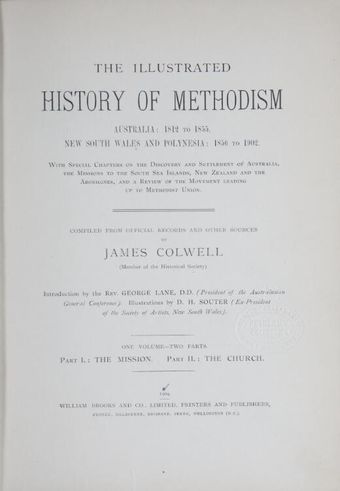 THE ILLUSTRATED
HISTORY OF METHODISM
AUSTRALIA: 1812 TO 1855.
NEW SOUTH WALES AND POLYNESIA: 1856 TO 1902.
WITH SPECIAL CHAPTERS ON THE DISCOVERY AND SETTLEMENT OF AUSTRALIA,
THE MISSIONS TO THE SOUTH SEA ISLANDS, NEW ZEALAND AND THE
ABORIGINES, AND A REVIEW OF THE MOVEMENT LEADING
UP TO METHODIST UNION.
COMPILED FROM OFFICIAL RECORDS AND OTHER SOURCES
BY
JAMES COLWELL
(Member of the Historical Society)
Introduction by the REV. GEORGE LANE, D.D. (President of the Australasian
General Conference). Illustrations by D. H. SOUTER (Ex-President
of the Society of Artists, New South Wales).
ONE VOLUME—TWO PARTS.
PART I.: THE MISSION. PART II.: THE CHURCH.
1904
WILLIAM BROOKS AND CO., LIMITED, PRINTERS AND PUBLISHERS,
SYDNEY, MELBOURNE, BRISBANE, PERTH, WELLINGTON (N.Z.).